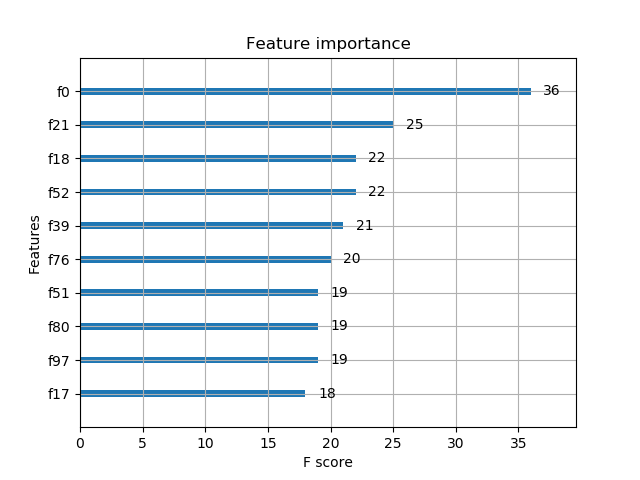 Feature importance
f0 36
f21 25
f18 22
f52 22
f39 21
f76 20
f51 19
f80 19
f97 19
f17 18
Features
0 5 10 15 20 25 30 35
F score